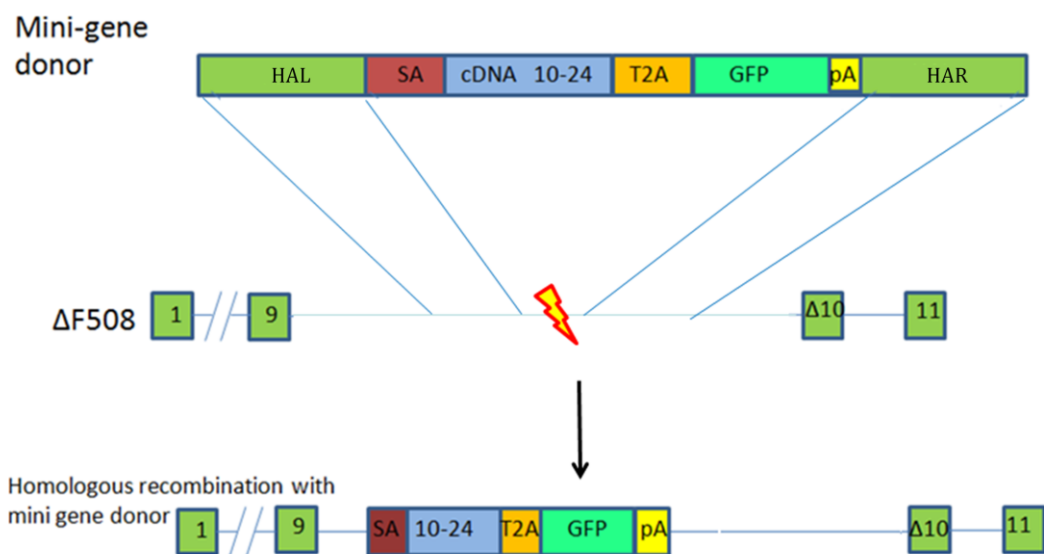 Mini-gene
donor
HAL SA cDNA 10-24 T2A GFP pA HAR
ΔF508 1 9 Δ10 11
Homologous recombination with
mini gene donor
1 9 SA 10-24 T2A GFP pA Δ10 11